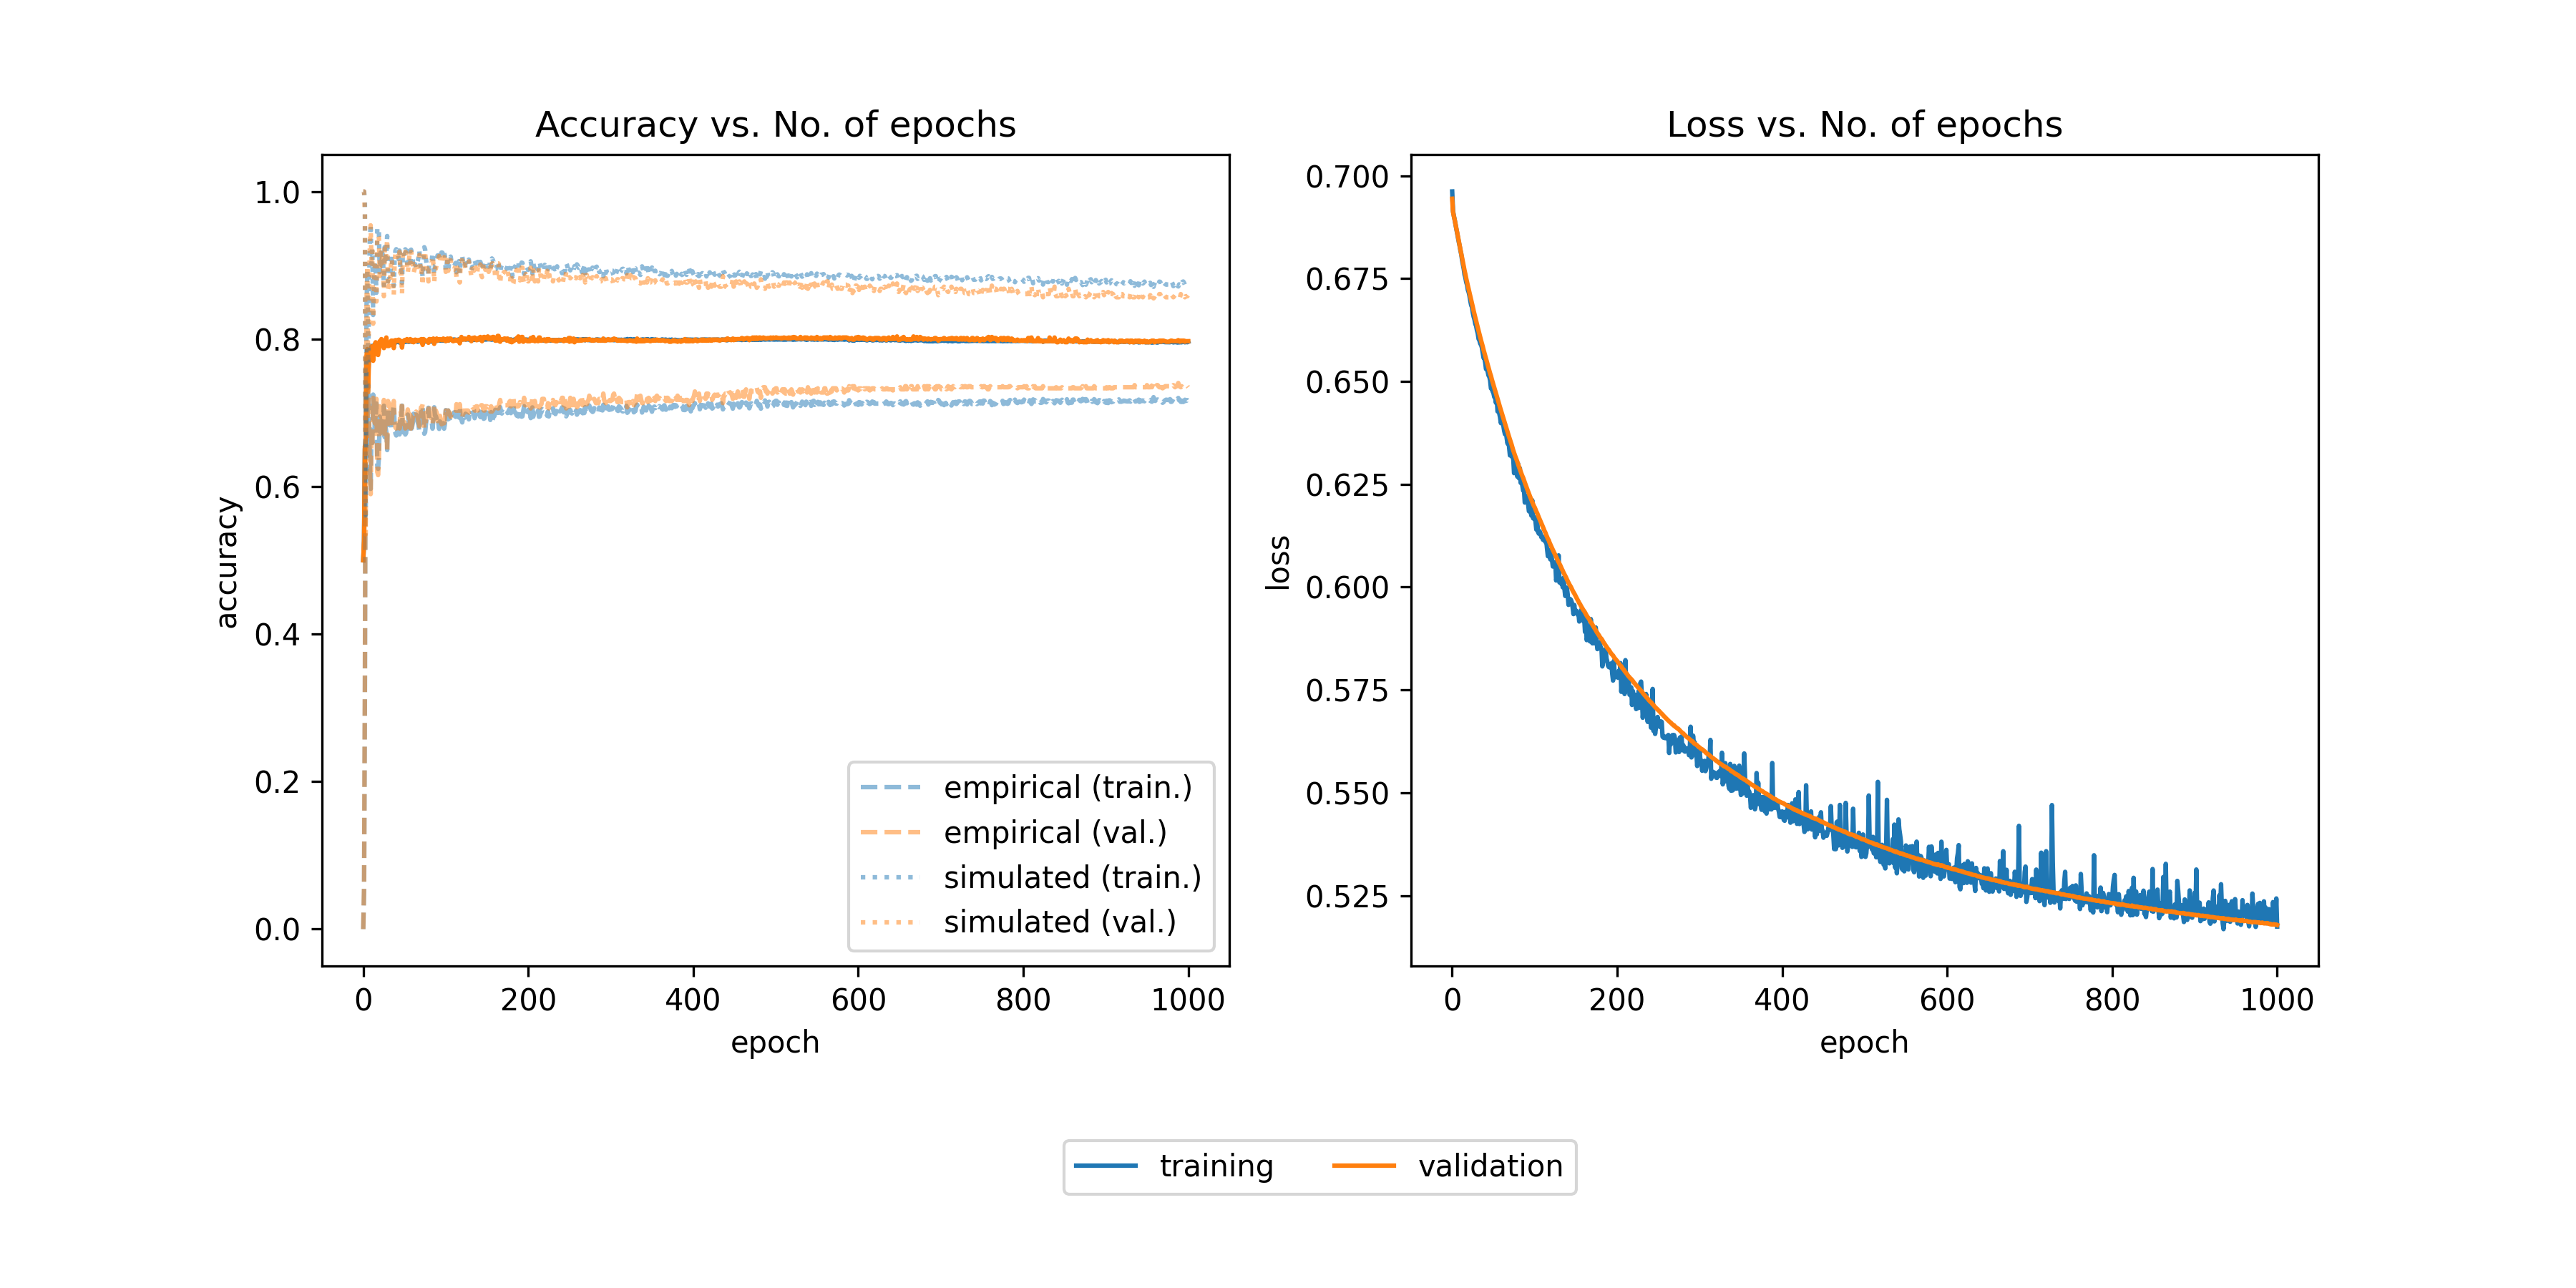 Accuracy vs. No. of epochs
1.0
0.8
0.6
0.4
0.2
0.0
accuracy
0 200 400 600 800 1000
epoch
empirical (train.)
empirical (val.)
simulated (train.)
simulated (val.)
Loss vs. No. of epochs
0.700
0.675
0.650
0.625
0.600
0.575
0.550
0.525
loss
0 200 400 600 800 1000
epoch
training validation